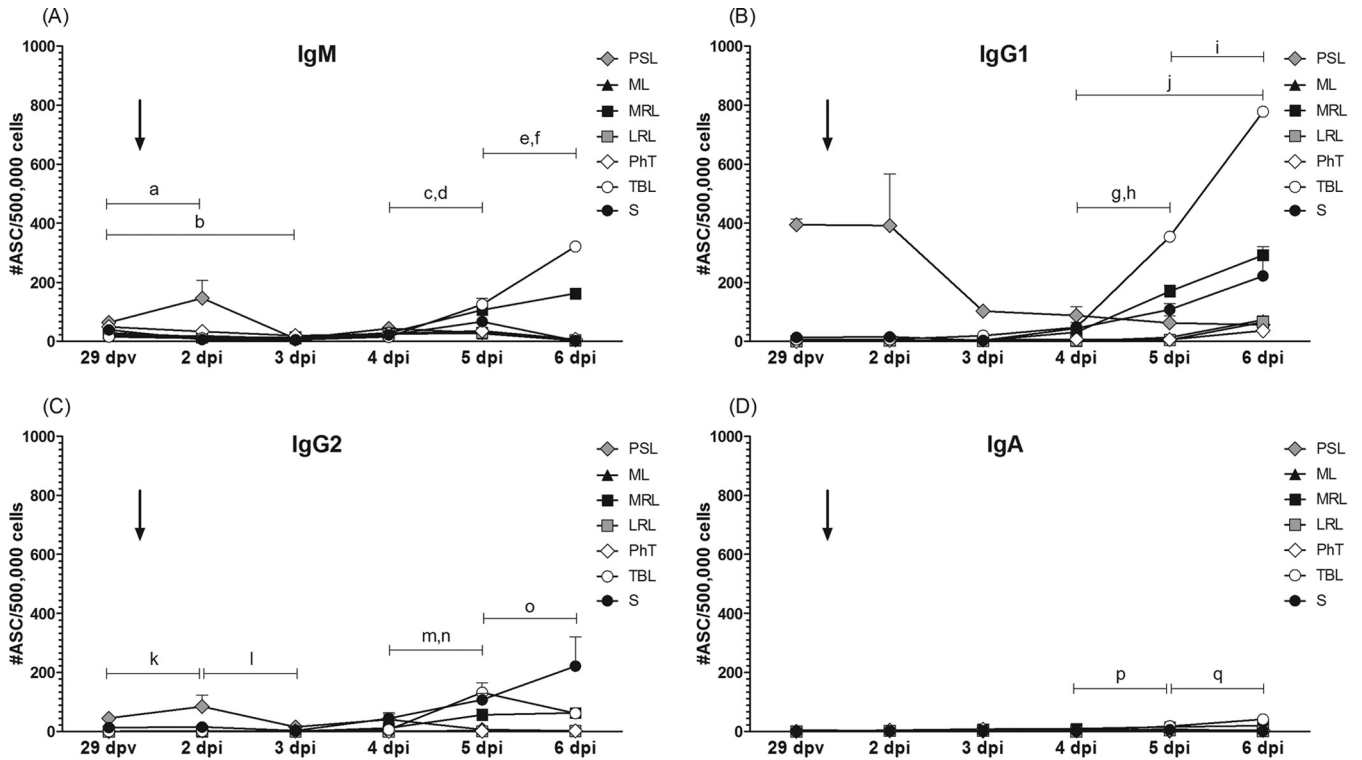 (A)
IgM
#ASC/500,000 cells
1000
800
600
400
200
0
a
b
c,d
e,f
29 dpv 2 dpi 3 dpi 4 dpi 5 dpi 6 dpi
PSL
ML
MRL
LRL
PhT
TBL
S
(B)
IgG1
#ASC/500,000 cells
1000
800
600
400
200
0
g,h
i
j
29 dpv 2 dpi 3 dpi 4 dpi 5 dpi 6 dpi
PSL
ML
MRL
LRL
PhT
TBL
S
(C)
IgG2
#ASC/500,000 cells
1000
800
600
400
200
0
k
l
m,n
o
29 dpv 2 dpi 3 dpi 4 dpi 5 dpi 6 dpi
PSL
ML
MRL
LRL
PhT
TBL
S
(D)
IgA
#ASC/500,000 cells
1000
800
600
400
200
0
p
q
29 dpv 2 dpi 3 dpi 4 dpi 5 dpi 6 dpi
PSL
ML
MRL
LRL
PhT
TBL
S